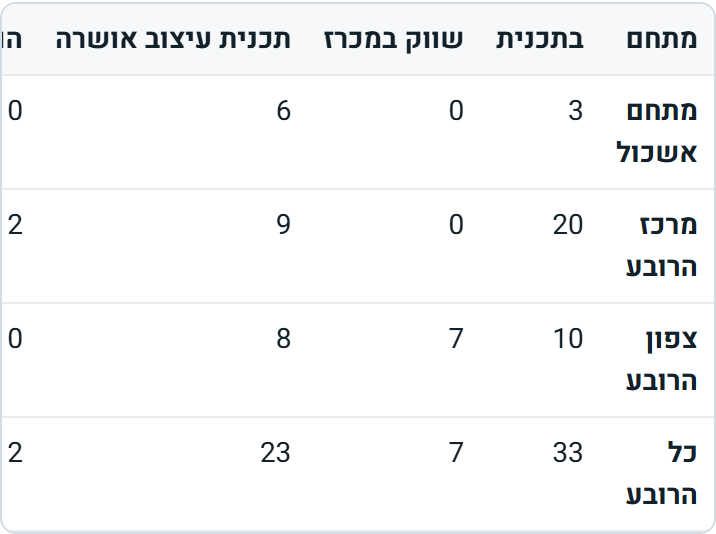 מתחם בתכנית שווק במכרז תכנית עיצוב אושרה
מתחם 3 0 6 0
אשכול
מרכז 20 0 9 2
הרובע
צפון 10 7 8 0
הרובע
כל 33 7 23 2
הרובע